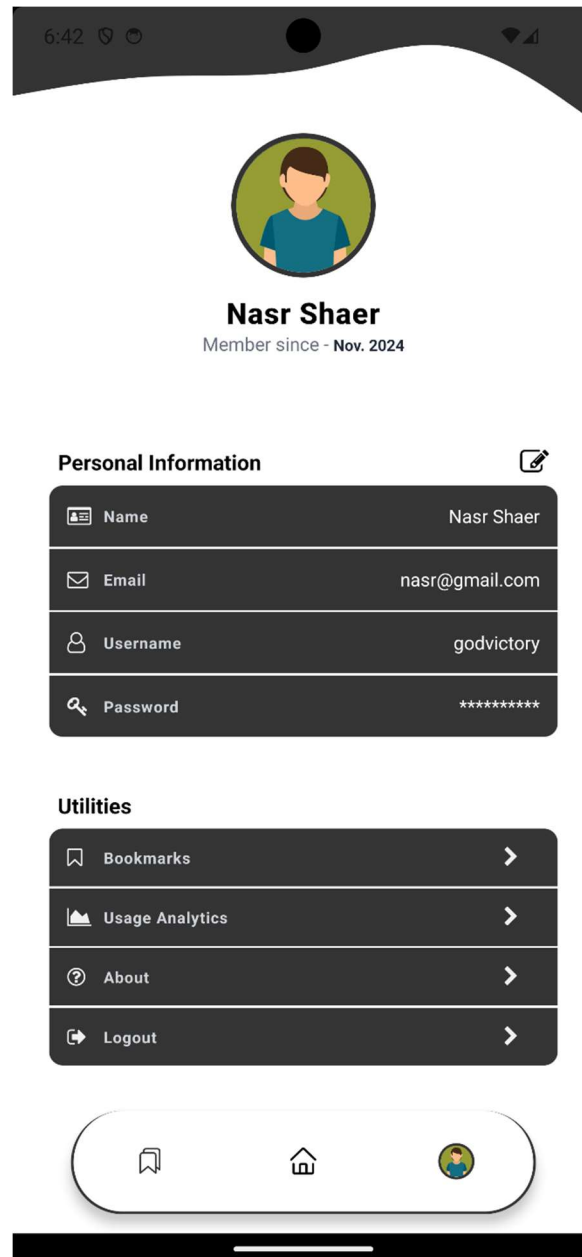 6:42
Nasr Shaer
Member since - Nov. 2024
Personal Information
Name Nasr Shaer
Email nasr@gmail.com
Username godvictory
Password **********
Utilities
Bookmarks
Usage Analytics
About
Logout